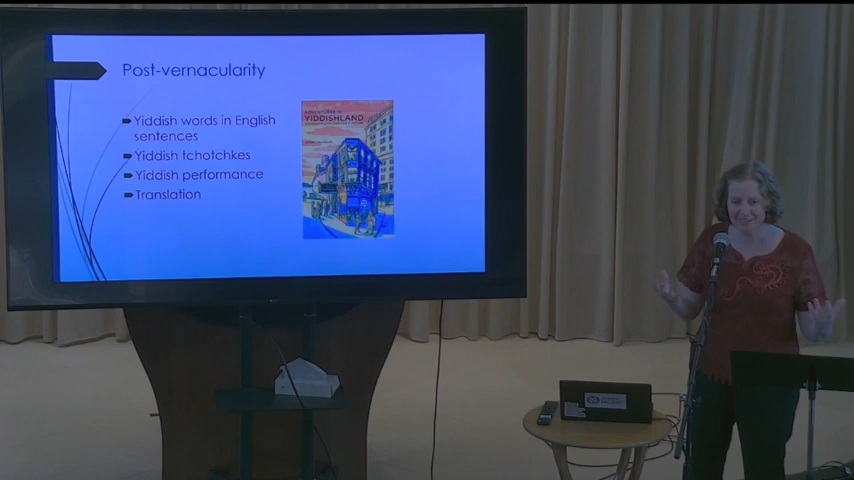 Post-vernacularity
Yiddish words in English
sentences
Yiddish tchotchkes
Yiddish performance
Translation
ADVENTURES IN
YIDDISHLAND